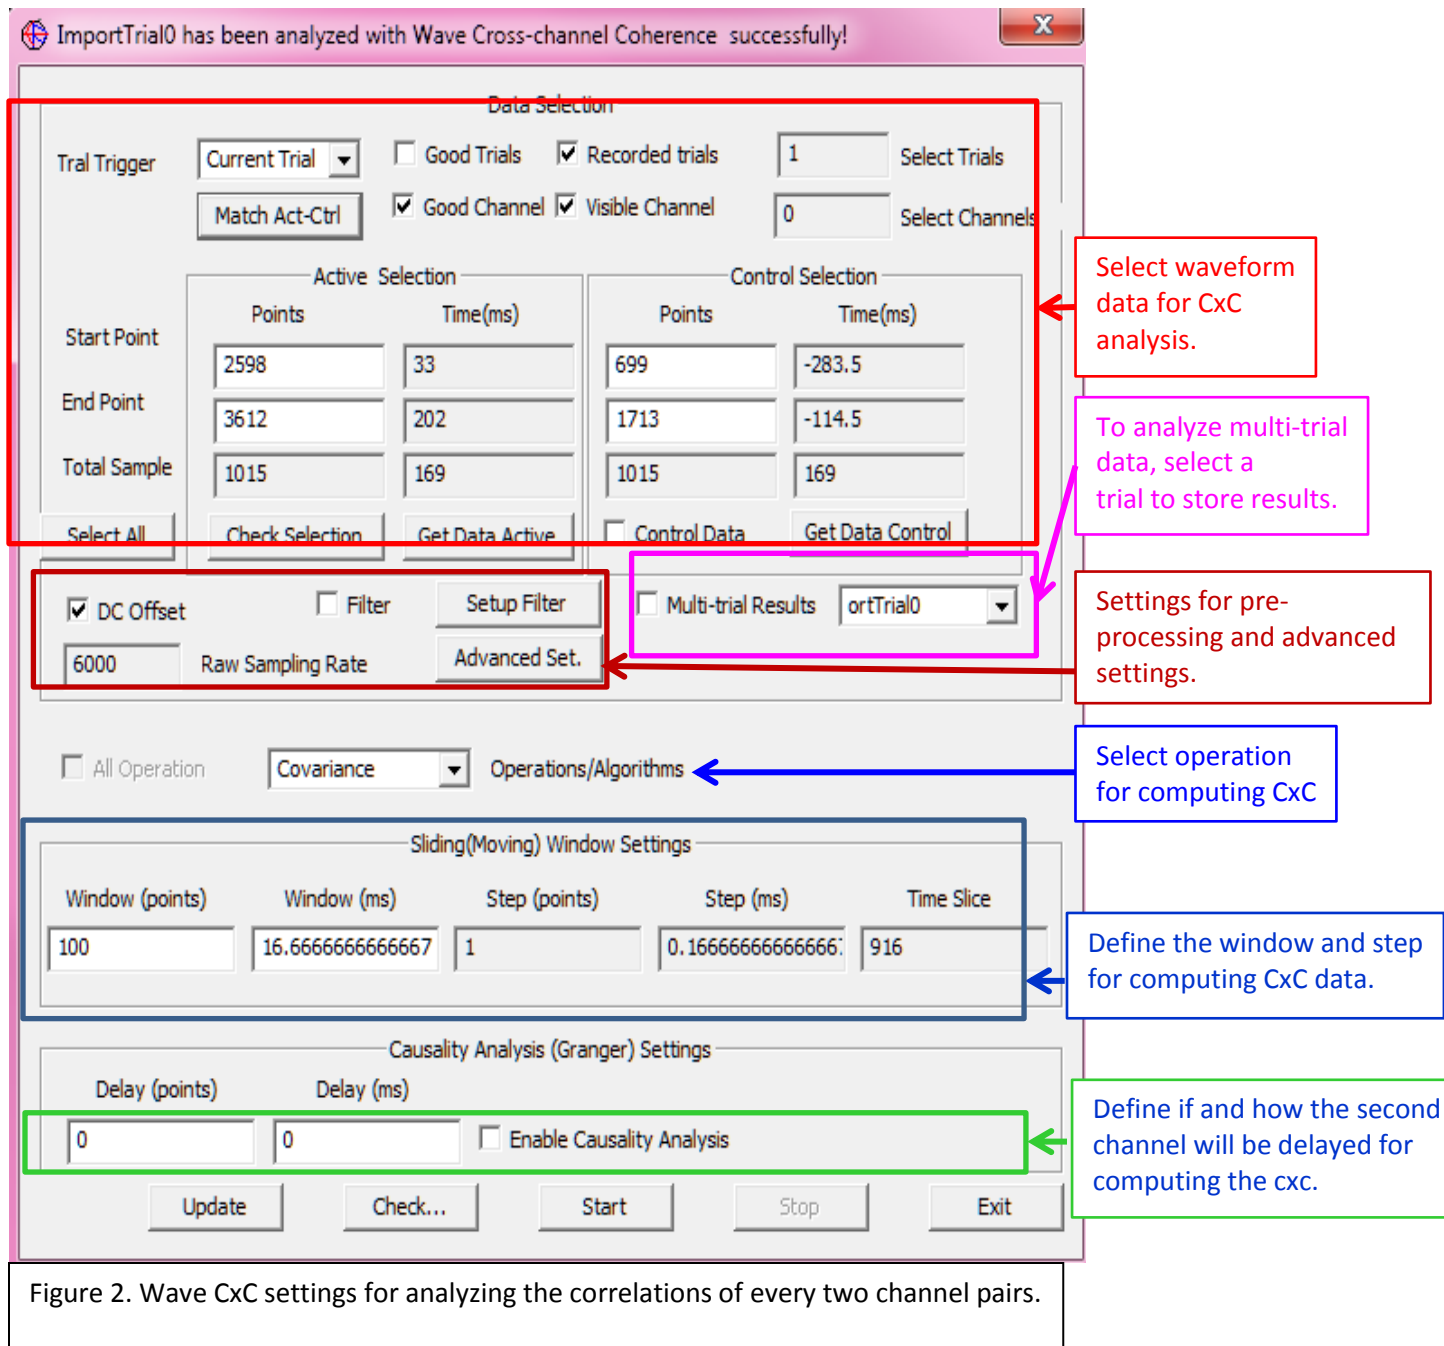 ImportTrial0 has been analyzed with Wave Cross-channel Coherence successfully!
X
Data Selection
Tral Trigger Current Trial Good Trials Recorded trials 1 Select Trials
Match Act-Ctrl Good Channel Visible Channel 0 Select Channels
Active Selection Control Selection
Points Time(ms) Points Time(ms)
Start Point 2598 33 699 -283.5
End Point 3612 202 1713 -114.5
Total Sample 1015 169 1015 169
Select All Check Selection Get Data Active Control Data Get Data Control
DC Offset Filter Setup Filter Multi-trial Results ortTrial0
6000 Raw Sampling Rate Advanced Set.
All Operation Covariance Operations/Algorithms
Sliding(Moving) Window Settings
Window (points) Window (ms) Step (points) Step (ms) Time Slice
100 16.6666666666667 1 0.16666666666666 916
Causality Analysis (Granger) Settings
Delay (points) Delay (ms)
0 0 Enable Causality Analysis
Update Check... Start Stop Exit
Select waveform
data for CxC
analysis.
To analyze multi-trial
data, select a
trial to store results.
Settings for pre-
processing and advanced
settings.
Select operation
for computing CxC
Define the window and step
for computing CxC data.
Define if and how the second
channel will be delayed for
computing the cxc.
Figure 2. Wave CxC settings for analyzing the correlations of every two channel pairs.